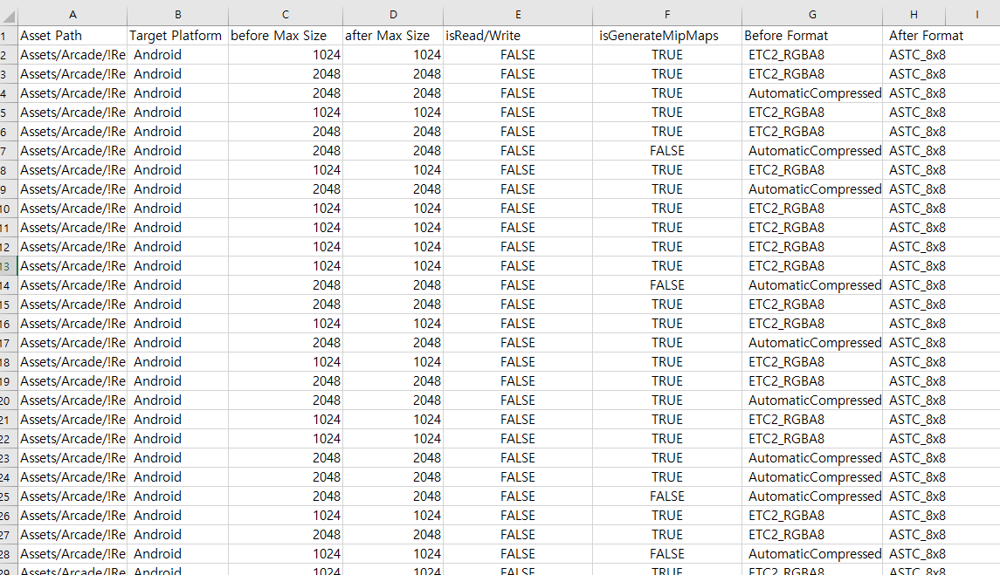 A B C D E F G H I
1 Asset Path Target Platform before Max Size after Max Size isRead/Write isGenerateMipMaps Before Format After Format
2 Assets/Arcade/!Re Android 1024 1024 FALSE TRUE ETC2_RGBA8 ASTC_8x8
3 Assets/Arcade/!Re Android 2048 2048 FALSE TRUE ETC2_RGBA8 ASTC_8x8
4 Assets/Arcade/!Re Android 2048 2048 FALSE TRUE AutomaticCompressed ASTC_8x8
5 Assets/Arcade/!Re Android 1024 1024 FALSE TRUE ETC2_RGBA8 ASTC_8x8
6 Assets/Arcade/!Re Android 2048 2048 FALSE TRUE ETC2_RGBA8 ASTC_8x8
7 Assets/Arcade/!Re Android 2048 2048 FALSE FALSE AutomaticCompressed ASTC_8x8
8 Assets/Arcade/!Re Android 1024 1024 FALSE TRUE ETC2_RGBA8 ASTC_8x8
9 Assets/Arcade/!Re Android 2048 2048 FALSE TRUE AutomaticCompressed ASTC_8x8
10 Assets/Arcade/!Re Android 1024 1024 FALSE TRUE ETC2_RGBA8 ASTC_8x8
11 Assets/Arcade/!Re Android 1024 1024 FALSE TRUE ETC2_RGBA8 ASTC_8x8
12 Assets/Arcade/!Re Android 1024 1024 FALSE TRUE ETC2_RGBA8 ASTC_8x8
13 Assets/Arcade/!Re Android 1024 1024 FALSE TRUE ETC2_RGBA8 ASTC_8x8
14 Assets/Arcade/!Re Android 2048 2048 FALSE FALSE AutomaticCompressed ASTC_8x8
15 Assets/Arcade/!Re Android 2048 2048 FALSE TRUE ETC2_RGBA8 ASTC_8x8
16 Assets/Arcade/!Re Android 1024 1024 FALSE TRUE ETC2_RGBA8 ASTC_8x8
17 Assets/Arcade/!Re Android 2048 2048 FALSE TRUE AutomaticCompressed ASTC_8x8
18 Assets/Arcade/!Re Android 1024 1024 FALSE TRUE ETC2_RGBA8 ASTC_8x8
19 Assets/Arcade/!Re Android 2048 2048 FALSE TRUE ETC2_RGBA8 ASTC_8x8
20 Assets/Arcade/!Re Android 2048 2048 FALSE TRUE AutomaticCompressed ASTC_8x8
21 Assets/Arcade/!Re Android 1024 1024 FALSE TRUE ETC2_RGBA8 ASTC_8x8
22 Assets/Arcade/!Re Android 1024 1024 FALSE TRUE ETC2_RGBA8 ASTC_8x8
23 Assets/Arcade/!Re Android 2048 2048 FALSE TRUE AutomaticCompressed ASTC_8x8
24 Assets/Arcade/!Re Android 2048 2048 FALSE TRUE AutomaticCompressed ASTC_8x8
25 Assets/Arcade/!Re Android 2048 2048 FALSE FALSE AutomaticCompressed ASTC_8x8
26 Assets/Arcade/!Re Android 1024 1024 FALSE TRUE ETC2_RGBA8 ASTC_8x8
27 Assets/Arcade/!Re Android 2048 2048 FALSE TRUE ETC2_RGBA8 ASTC_8x8
28 Assets/Arcade/!Re Android 1024 1024 FALSE FALSE AutomaticCompressed ASTC_8x8
29 Assets/Arcade/!Re Android 1024 1024 FALSE TRUE ETC2_RGBA8 ASTC_8x8